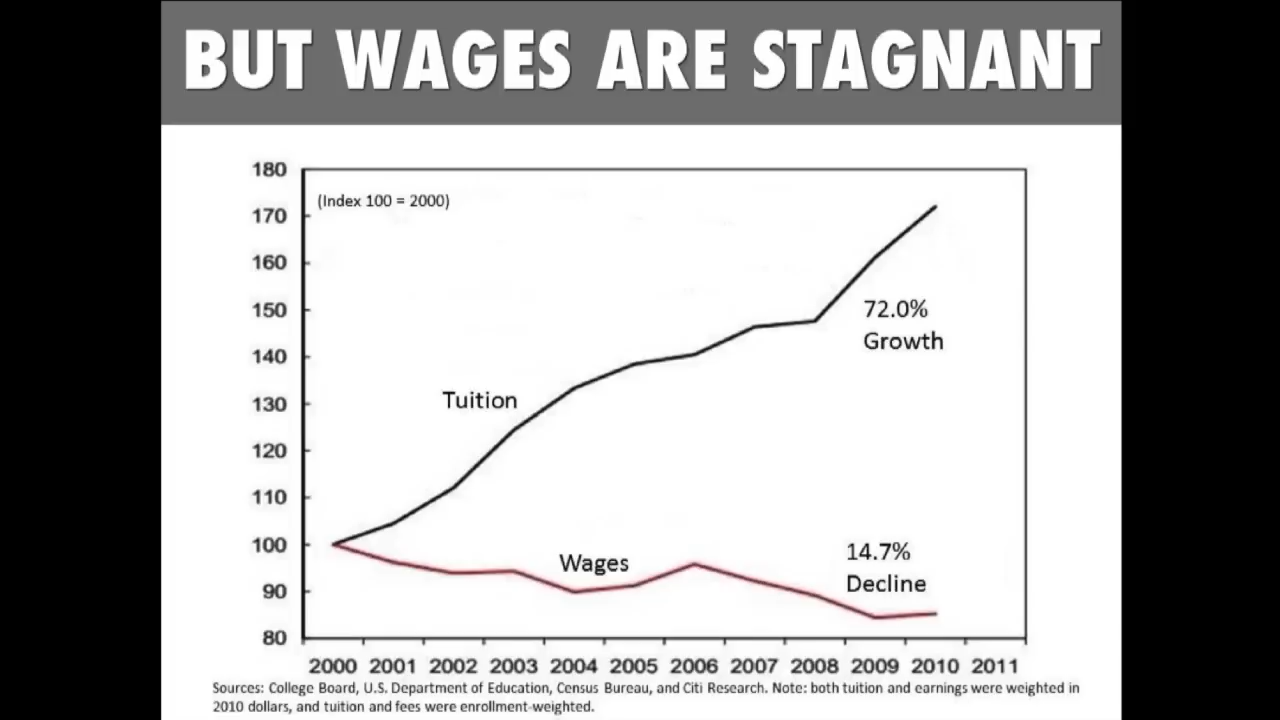 BUT WAGES ARE STAGNANT
180
(Index 100 = 2000)
170
160
150
72.0%
Growth
140
130
Tuition
120
110
100
14.7%
Wages
Decline
90
80
2000 2001 2002 2003 2004 2005 2006 2007 2008 2009 2010 2011
Sources: College Board, U.S. Department of Education, Census Bureau, and Citi Research. Note: both tuition and earnings were weighted in
2010 dollars, and tuition and fees were enrollment-weighted.